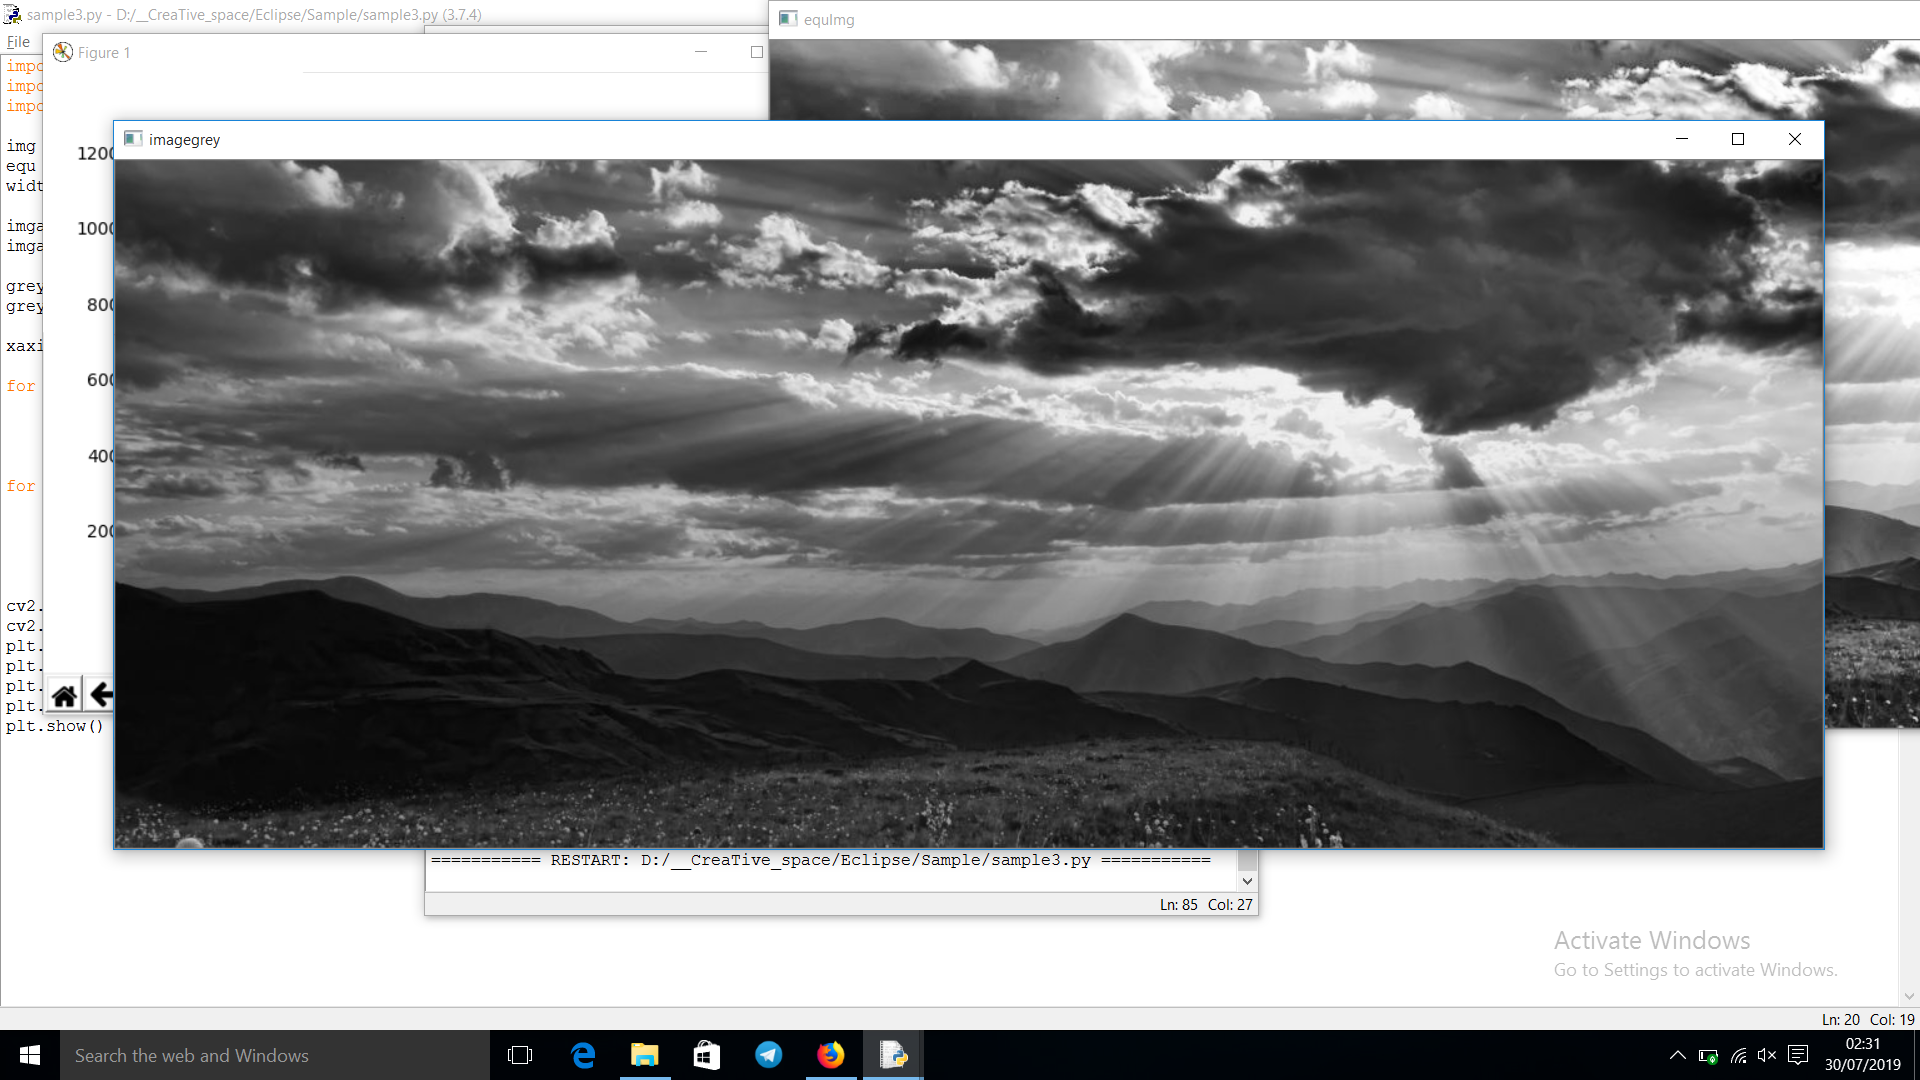 sample3.py - D:/__CreaTive_space/Eclipse/Sample/sample3.py (3.7.4)
File
equImg
Figure 1
imagegrey
impo
impo
impo
img
equ
widt
imga
imga
grey
grey
xaxi
for
for
cv2.
cv2.
plt.
plt.
plt.
plt.
plt.show()
1200
1000
800
600
400
200
=========== RESTART: D:/__CreaTive_space/Eclipse/Sample/sample3.py ===========
Ln: 85 Col: 27
Activate Windows
Go to Settings to activate Windows.
Ln: 20 Col: 19
Search the web and Windows
02:31
30/07/2019